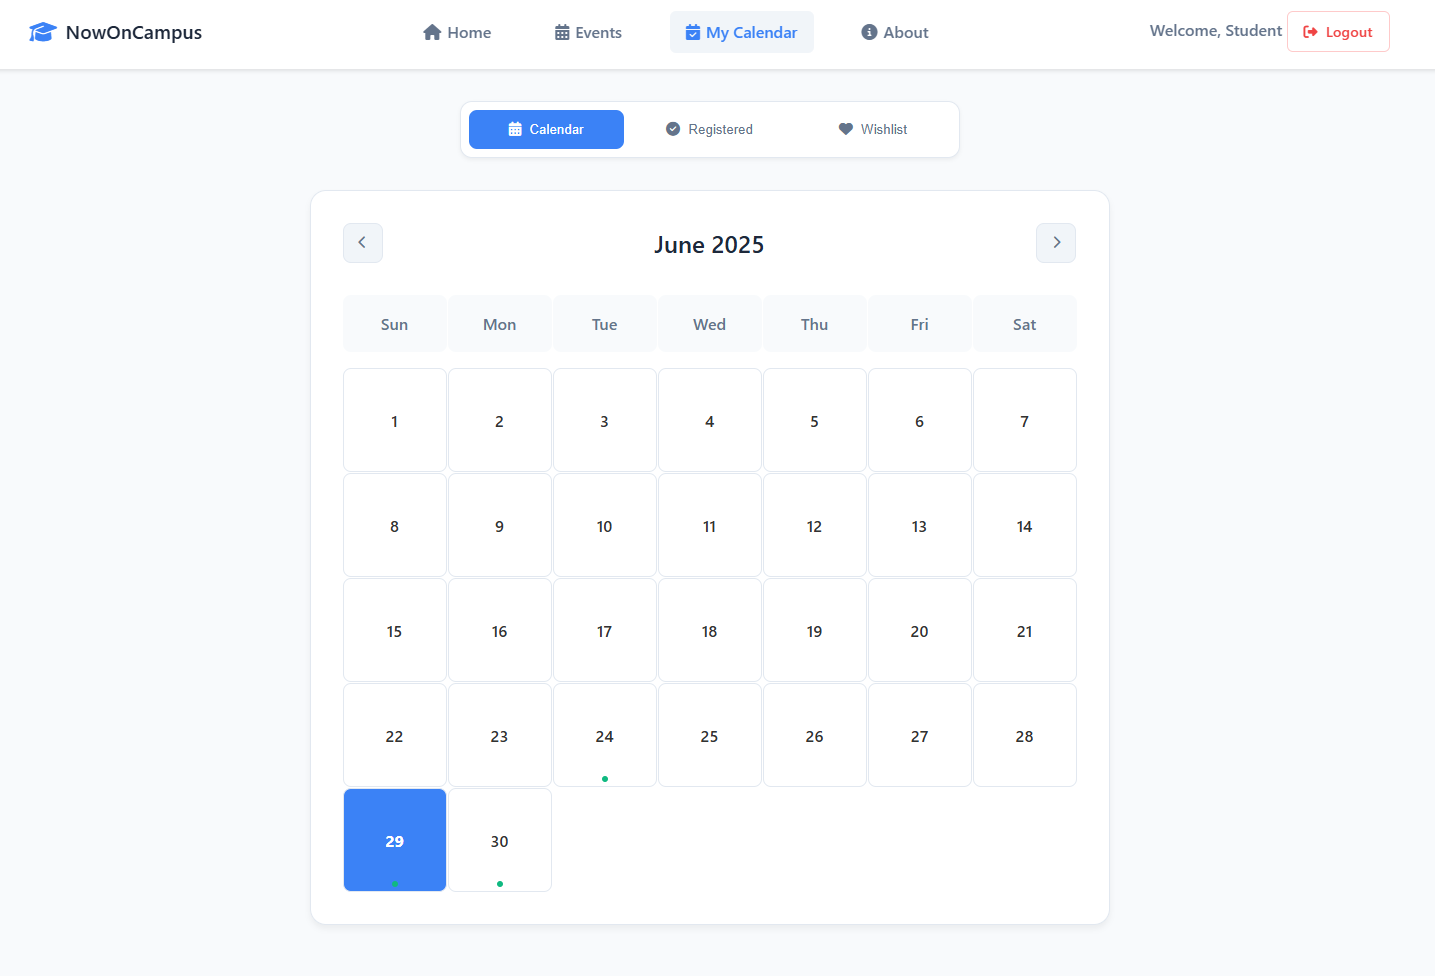 NowOnCampus
Home Events My Calendar About
Welcome, Student Logout
Calendar Registered Wishlist
June 2025
Sun Mon Tue Wed Thu Fri Sat
1 2 3 4 5 6 7
8 9 10 11 12 13 14
15 16 17 18 19 20 21
22 23 24 25 26 27 28
29 30